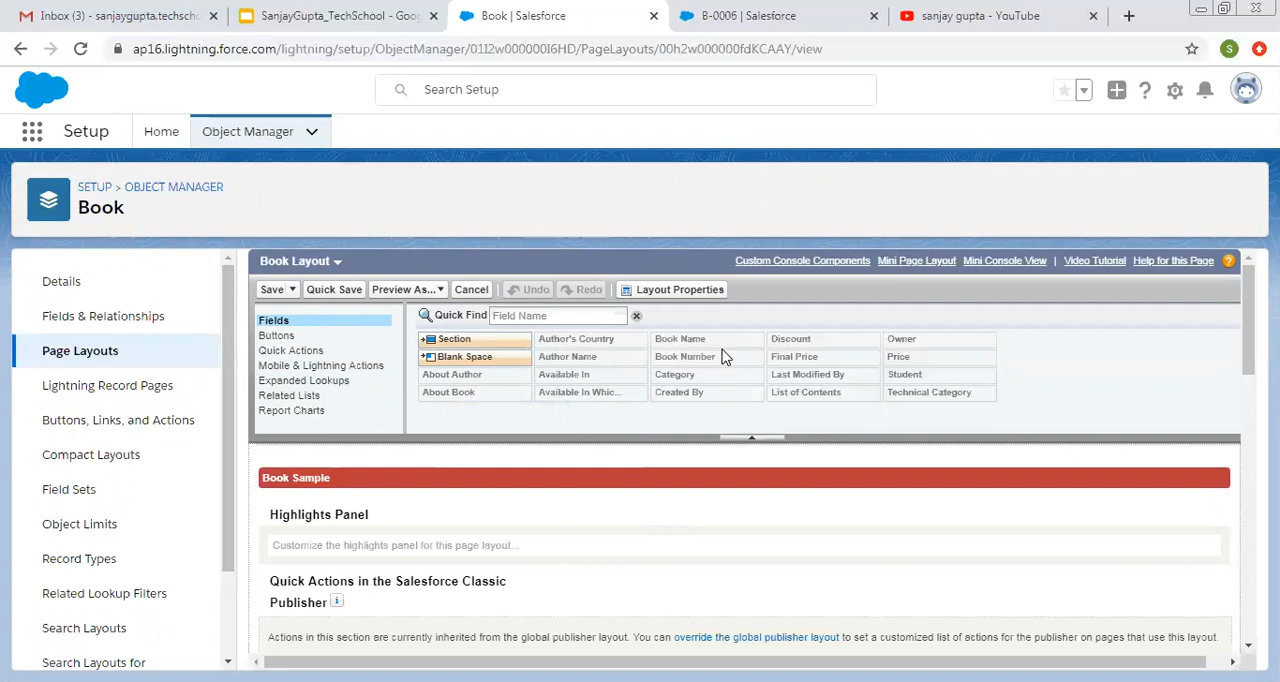 Inbox (3) - sanjaygupta.techsch
SanjayGupta_TechSchool - Goog
Book | Salesforce
B-0006 | Salesforce
sanjay gupta - YouTube
ap16.lightning.force.com/lightning/setup/ObjectManager/01I2w000000I6HD/PageLayouts/00h2w000000fdKCAAY/view
S
Search Setup
Setup
Home
Object Manager
SETUP > OBJECT MANAGER
Book
Details
Fields & Relationships
Page Layouts
Lightning Record Pages
Buttons, Links, and Actions
Compact Layouts
Field Sets
Object Limits
Record Types
Related Lookup Filters
Search Layouts
Search Layouts for
Book Layout
Custom Console Components Mini Page Layout Mini Console View | Video Tutorial Help for this Page ?
Save Quick Save Preview As... Cancel Undo Redo Layout Properties
Fields
Buttons
Quick Actions
Mobile & Lightning Actions
Expanded Lookups
Related Lists
Report Charts
Quick Find Field Name
Section Author's Country Book Name Discount Owner
Blank Space Author Name Book Number Final Price Price
About Author Available In Category Last Modified By Student
About Book Available In Whic... Created By List of Contents Technical Category
Book Sample
Highlights Panel
Customize the highlights panel for this page layout...
Quick Actions in the Salesforce Classic
Publisher i
Actions in this section are currently inherited from the global publisher layout. You can override the global publisher layout to set a customized list of actions for the publisher on pages that use this layout.